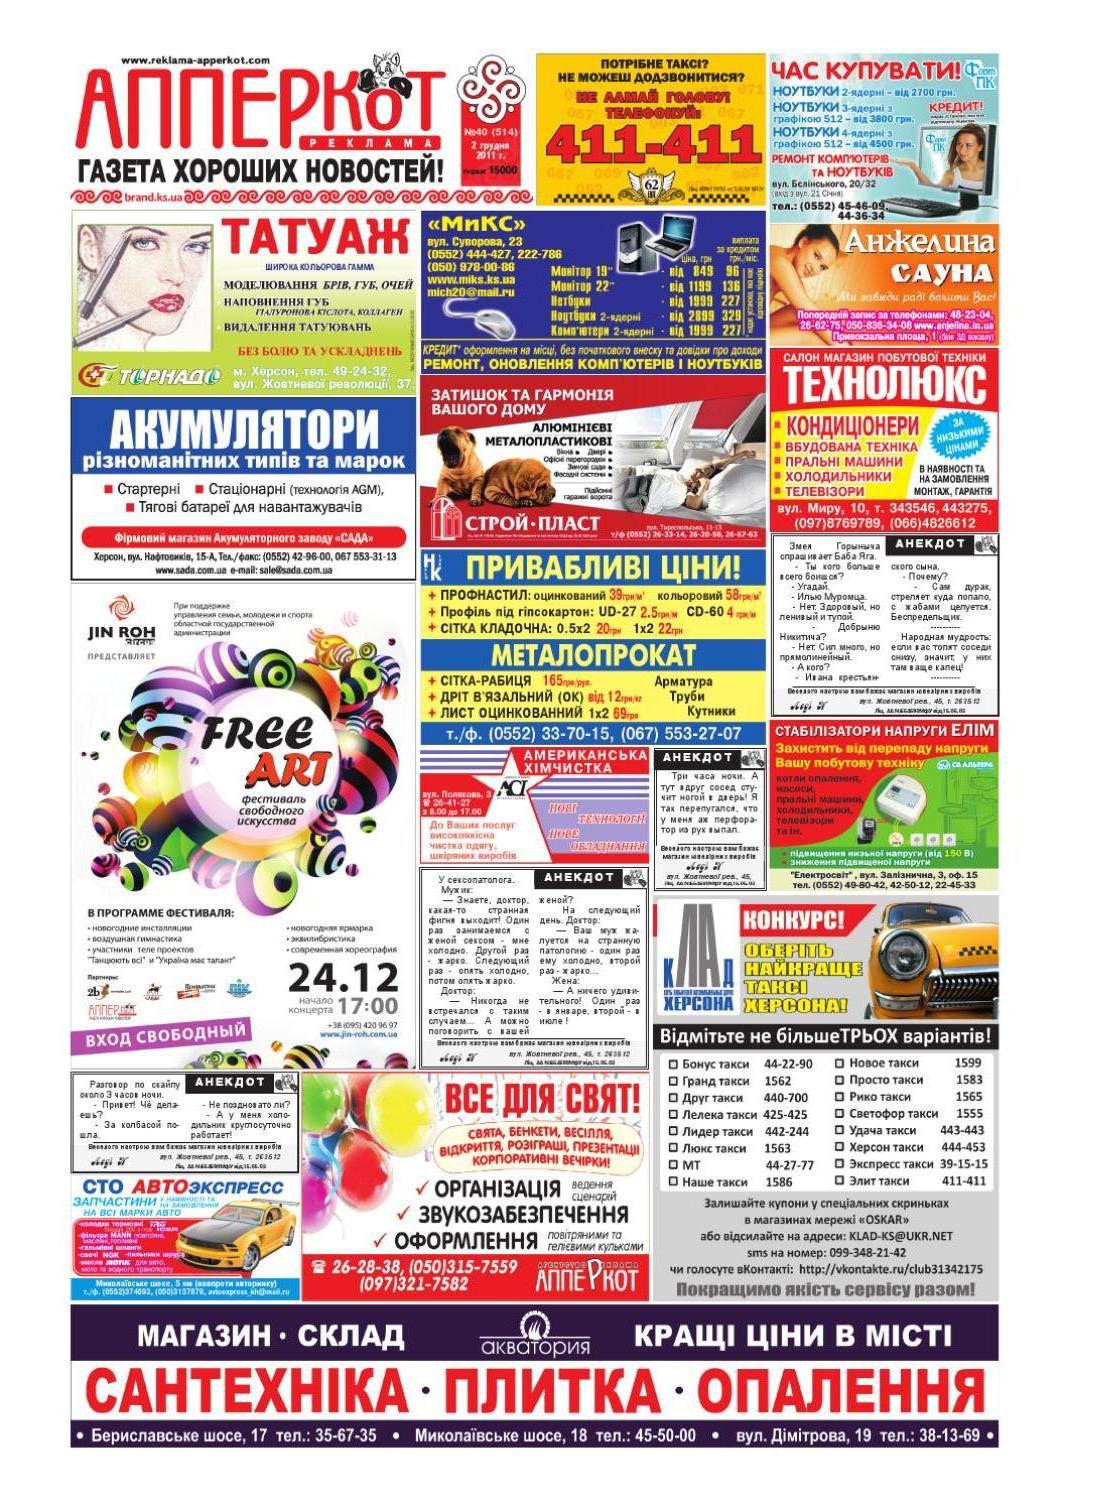 www.reklama-apperkot.com
АППЕРКОТ
РЕКЛАМА
ГАЗЕТА ХОРОШИХ НОВОСТЕЙ!
brand.ks.ua
№40 (514)
2 грудня
2011 г.
тираж 15000
ПОТРІБНЕ ТАКСІ?
НЕ МОЖЕШ ДОДЗВОНИТИСЯ?
НЕ ЛАМАЙ ГОЛОВУ!
ТЕЛЕФОНУЙ:
411-411
ЧАС КУПУВАТИ!
Форт ПК
НОУТБУКИ 2-ядерні – від 2700 грн.
НОУТБУКИ 3-ядерні з
графікою 512 – від 3800 грн.
НОУТБУКИ 4-ядерні з
графікою 512 – від 4500 грн.
КРЕДИТ!
РЕМОНТ КОМП'ЮТЕРІВ
ТА НОУТБУКІВ
вул. Бєлінського, 20/32
(вхід з вул. 21 Січня)
тел.: (0552) 45-46-09,
44-36-34
ТАТУАЖ
ШИРОКА КОЛЬОРОВА ГАММА
МОДЕЛЮВАННЯ БРІВ, ГУБ, ОЧЕЙ
· НАПОВНЕННЯ ГУБ
ГІАЛУРОНОВА КІСЛОТА, КОЛЛАГЕН
· ВИДАЛЕННЯ ТАТУЮВАНЬ
БЕЗ БОЛЮ ТА УСКЛАДНЕНЬ
ТОРНАДО
м. Херсон, тел. 49-24-32,
вул. Жовтневої революції, 37,
«МиКС»
вул. Суворова, 23
(0552) 444-427, 222-786
(050) 978-00-86
www.miks.ks.ua
mich20@mail.ru
ціна, грн
виплата
за кредитом
грн./міс.
Монітор 19" - від 849 96
Монітор 22" - від 1199 136
Нетбуки - від 1999 227
Ноутбуки 2-ядерні - від 2899 329
Комп'ютери 2-ядерні - від 1999 227
КРЕДИТ* оформлення на місці, без початкового внеску та довідки про доходи
РЕМОНТ, ОНОВЛЕННЯ КОМП'ЮТЕРІВ І НОУТБУКІВ
Анжелина
САУНА
Ми завжди раді бачити Вас!
Попередній запис за телефонами: 48-23-04,
26-62-75, 050-836-34-08 www.anjelina.in.ua
Привокзальна площа, 1 (біля ЗД вокзалу)
АКУМУЛЯТОРИ
різноманітних типів та марок
■ Стартерні ■ Стаціонарні (технологія AGM),
■ Тягові батареї для навантажувачів
Фірмовий магазин Акумуляторного заводу «САДА»
Херсон, вул. Нафтовиків, 15-А, Тел./факс: (0552) 42-96-00, 067 553-31-13
www.sada.com.ua e-mail: sale@sada.com.ua
ЗАТИШОК ТА ГАРМОНІЯ
ВАШОГО ДОМУ
АЛЮМІНІЄВІ
МЕТАЛОПЛАСТИКОВІ
Вікна · Двері
Офісні перегородки
Зимові сади
Фасадні системи
Підйомні
гаражні ворота
СТРОЙ·ПЛАСТ
вул. Тираспольська, 11-13
т/ф (0552) 26-33-14, 26-20-50, 26-67-63
САЛОН МАГАЗИН ПОБУТОВОЇ ТЕХНІКИ
ТЕХНОЛЮКС
КОНДИЦІОНЕРИ
ВБУДОВАНА ТЕХНІКА
ПРАЛЬНІ МАШИНИ
ХОЛОДИЛЬНИКИ
ТЕЛЕВІЗОРИ
ЗА
НИЗЬКИМИ
ЦІНАМИ
В НАЯВНОСТІ ТА
НА ЗАМОВЛЕННЯ
МОНТАЖ, ГАРАНТІЯ
вул. Миру, 10, т. 343546, 443275,
(097)8769789, (066)4826612
НК
ПРИВАБЛИВІ ЦІНИ!
+ ПРОФНАСТИЛ: оцинкований 39грн/м² кольоровий 58грн/м²
+ Профіль під гіпсокартон: UD-27 2.5грн/м CD-60 4 грн/м
+ СІТКА КЛАДОЧНА: 0.5х2 20грн 1х2 22грн
МЕТАЛОПРОКАТ
+ СІТКА-РАБИЦЯ 165грн/рул. Арматура
+ ДРІТ В'ЯЗАЛЬНИЙ (ОК) від 12грн/кг Труби
+ ЛИСТ ОЦИНКОВАННИЙ 1х2 69грн Кутники
т./ф. (0552) 33-70-15, (067) 553-27-07
АНЕКДОТ
Змея Горыныча
спрашивает Баба Яга.
- Ты кого больше
всего боишся?
- Угадай.
- Илью Муромца.
- Нет. Здоровый, но
ленивый и тупой.
- Добрыню
Никитича?
- Нет. Сил много, но
прямолинейный.
- А кого?
- Ивана крестьян-
ского сына.
- Почему?
- Сам дурак,
стреляет куда попало,
с жабами целуется.
Беспредельщик.
----------
Народная мудрость:
если вас топят соседи
снизу, значит, у них
там ваще капец!
Веселого настрою вам бажає магазин ювелірних виробів
вул. Жовтневої рев., 45, т. 263512
JIN ROH
ПРЕДСТАВЛЯЕТ
При поддержке
управления семьи, молодежи и спорта
областной государственной
администрации
FREE
ART
фестиваль
свободного
искусства
В ПРОГРАММЕ ФЕСТИВАЛЯ:
• новогодние инсталляции
• воздушная гимнастика
• участники теле проектов
"Танцюють всі" и "Україна має талант"
• новогодняя ярмарка
• эквилибристика
• современная хореография
Партнеры:
24.12
начало
концерта 17:00
+38 (095) 420 96 97
www.jin-roh.com.ua
ВХОД СВОБОДНЫЙ
АМЕРИКАНСЬКА
ХІМЧИСТКА
вул. Полякова, 3
☎ 26-41-27
з 8.00 до 17.00
НОВІ
ТЕХНОЛОГІЇ
НОВЕ
ОБЛАДНАННЯ
До Ваших послуг
високоякісна
чистка одягу,
шкіряних виробів
АНЕКДОТ
Три часа ночи. А
тут вдруг сосед сту-
чит ногой в дверь! Я
так перепугался, что
у меня аж перфора-
тор из рук выпал.
Веселого настрою вам бажає
магазин ювелірних виробів
вул. Жовтневої рев., 45,
СТАБІЛІЗАТОРИ НАПРУГИ ЕЛІМ
Захистить від перепаду напруги
Вашу побутову техніку
СВ АЛЬТЕРА
котли опалення,
насоси,
пральні машини,
холодильники,
телевізори
та ін.
• підвищення низької напруги (від 150 В)
• зниження підвищеної напруги
"Електросвіт", вул. Залізнична, 3, оф. 15
тел. (0552) 49-80-42, 42-50-12, 22-45-33
АНЕКДОТ
У сексопатолога.
Мужик:
— Знаете, доктор,
какая-то странная
фигня выходит! Один
раз занимаемся с
женой сексом - мне
холодно. Другой раз
- жарко. Следующий
раз - опять холодно,
потом опять жарко.
Доктор:
— Никогда не
встречался с таким
случаем... А можно
поговорить с вашей
женой?
На следующий
день. Доктор:
— Ваш муж жа-
луется на странную
патологию - один раз
ему холодно, второй
раз - жарко...
Жена:
— А ничего удиви-
тельного! Один раз
- в январе, второй - в
июле!
Веселого настрою вам бажає магазин ювелірних виробів
вул. Жовтневої рев., 45, т. 263512
КЛАД
ХЕРСОНА
КОНКУРС!
ОБЕРІТЬ
НАЙКРАЩЕ
ТАКСІ
ХЕРСОНА!
Відмітьте не більшеТРЬОХ варіантів!
☐ Бонус такси 44-22-90
☐ Гранд такси 1562
☐ Друг такси 440-700
☐ Лелека такси 425-425
☐ Лидер такси 442-244
☐ Люкс такси 1563
☐ МТ 44-27-77
☐ Наше такси 1586
☐ Новое такси 1599
☐ Просто такси 1583
☐ Рико такси 1565
☐ Светофор такси 1555
☐ Удача такси 443-443
☐ Херсон такси 444-453
☐ Экспресс такси 39-15-15
☐ Элит такси 411-411
Залишайте купони у спеціальних скриньках
в магазинах мережі «OSKAR»
або відсилайте на адреси: KLAD-KS@UKR.NET
sms на номер: 099-348-21-42
чи голосуте вКонтакті: http://vkontakte.ru/club31342175
Покращимо якість сервісу разом!
АНЕКДОТ
Разговор по скайпу
около 3 часов ночи.
- Привет! Чё дела-
ешь?
- За колбасой по-
шла.
- Не поздновато ли?
- А у меня холо-
дильник круглосуточно
работает!
Веселого настрою вам бажає магазин ювелірних виробів
вул. Жовтневої рев., 45, т. 263512
СТО АВТОЭКСПРЕСС
ЗАПЧАСТИНИ У НАЯВНОСТІ ТА НА ЗАМОВЛЕННЯ
НА ВСІ МАРКИ АВТО
•колодки тормозні
•фільтра MANN повітряні,
масляні, топливні
•гальмівні шланги
•свечі NGK •пильники шруса
•масла MOTUL для авто,
мото та водного транспорту
Миколаївське шосе, 5 км (навпроти авторинку)
т./ф. (0552)374693, (050)3157879, avtoexpress_kh@mail.ru
ВСЕ ДЛЯ СВЯТ!
СВЯТА, БЕНКЕТИ, ВЕСІЛЛЯ,
ВІДКРИТТЯ, РОЗІГРАШІ, ПРЕЗЕНТАЦІЇ
КОРПОРАТИВНІ ВЕЧІРКИ!
✓ ОРГАНІЗАЦІЯ ведення сценарій
✓ ЗВУКОЗАБЕЗПЕЧЕННЯ
✓ ОФОРМЛЕННЯ повітряними та гелієвими кульками
☎ 26-28-38, (050)315-7559
(097)321-7582
АППЕРКОТ
МАГАЗИН · СКЛАД
акваТОРИЯ
КРАЩІ ЦІНИ В МІСТІ
САНТЕХНІКА · ПЛИТКА · ОПАЛЕННЯ
• Бериславське шосе, 17 тел.: 35-67-35 • Миколаївське шосе, 18 тел.: 45-50-00 • вул. Дімітрова, 19 тел.: 38-13-69 •